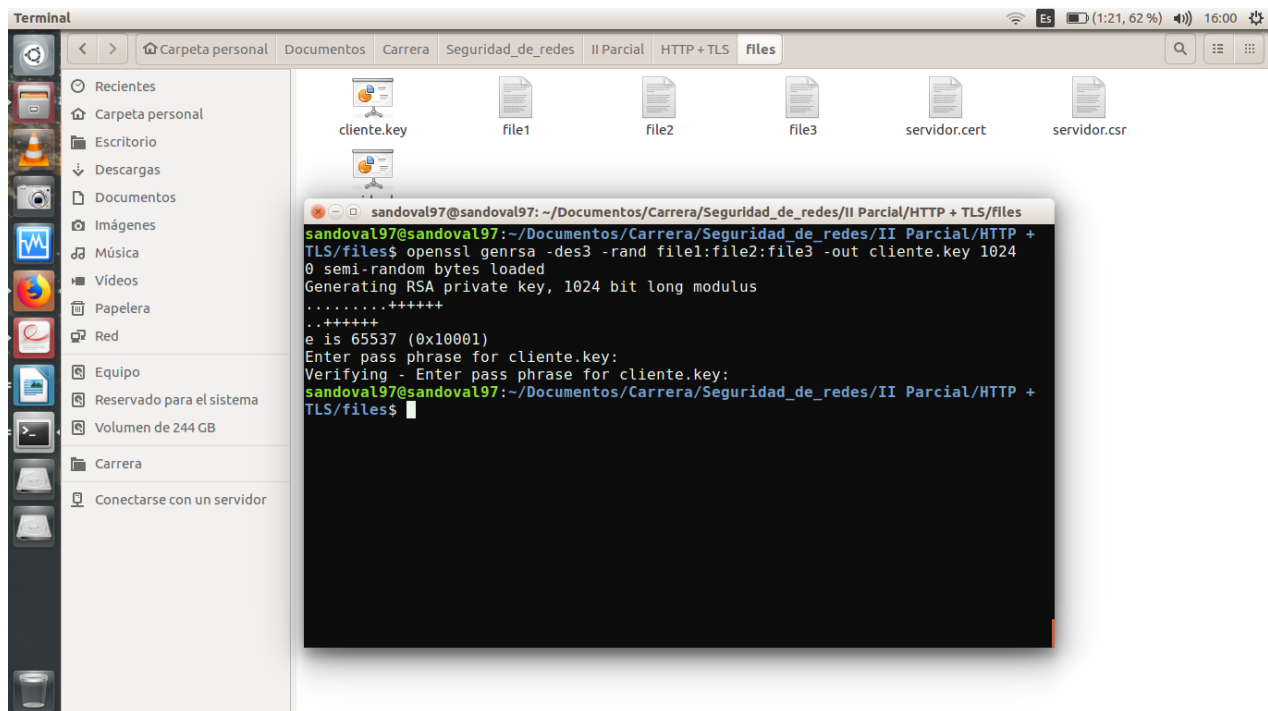 Terminal
Es (1:21, 62 %) 16:00
Carpeta personal Documentos Carrera Seguridad_de_redes II Parcial HTTP + TLS files
Recientes
Carpeta personal
Escritorio
Descargas
Documentos
Imágenes
Música
Vídeos
Papelera
Red
Equipo
Reservado para el sistema
Volumen de 244 GB
Carrera
Conectarse con un servidor
cliente.key file1 file2 file3 servidor.cert servidor.csr
sandoval97@sandoval97: ~/Documentos/Carrera/Seguridad_de_redes/II Parcial/HTTP + TLS/files
sandoval97@sandoval97:~/Documentos/Carrera/Seguridad_de_redes/II Parcial/HTTP +
TLS/files$ openssl genrsa -des3 -rand file1:file2:file3 -out cliente.key 1024
0 semi-random bytes loaded
Generating RSA private key, 1024 bit long modulus
.........++++++
..++++++
e is 65537 (0x10001)
Enter pass phrase for cliente.key:
Verifying - Enter pass phrase for cliente.key:
sandoval97@sandoval97:~/Documentos/Carrera/Seguridad_de_redes/II Parcial/HTTP +
TLS/files$